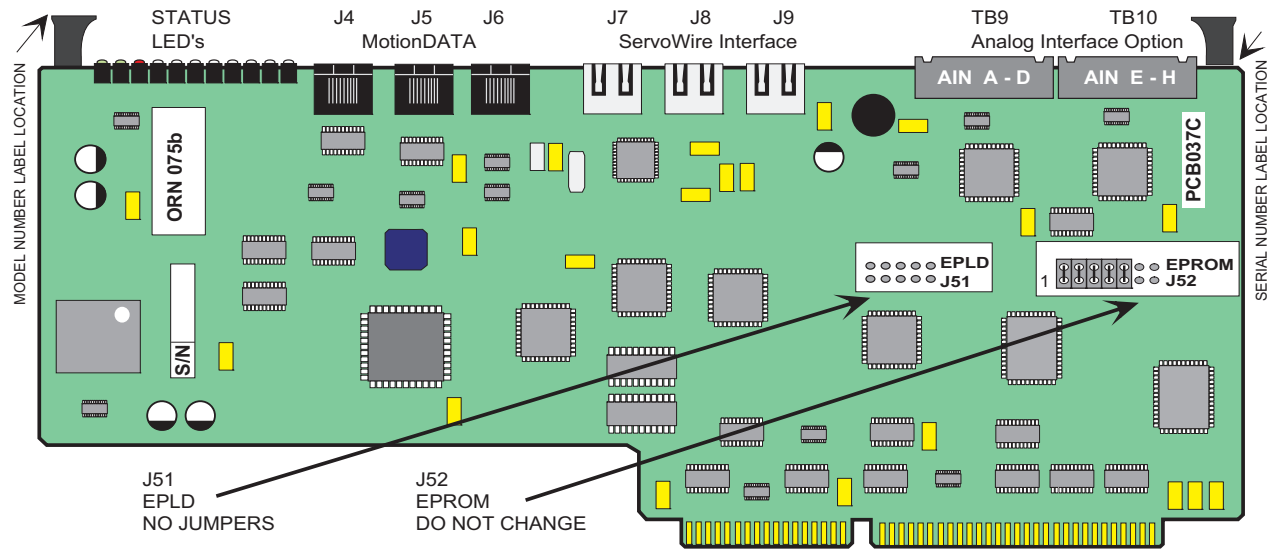 STATUS
LED's
J4 J5 J6
MotionDATA
J7 J8 J9
ServoWire Interface
TB9 TB10
Analog Interface Option
MODEL NUMBER LABEL LOCATION
SERIAL NUMBER LABEL LOCATION
AIN A - D
AIN E - H
ORN 075b
PCB037C
EPLD
J51
EPROM
1 J52
S/N
J51
EPLD
NO JUMPERS
J52
EPROM
DO NOT CHANGE